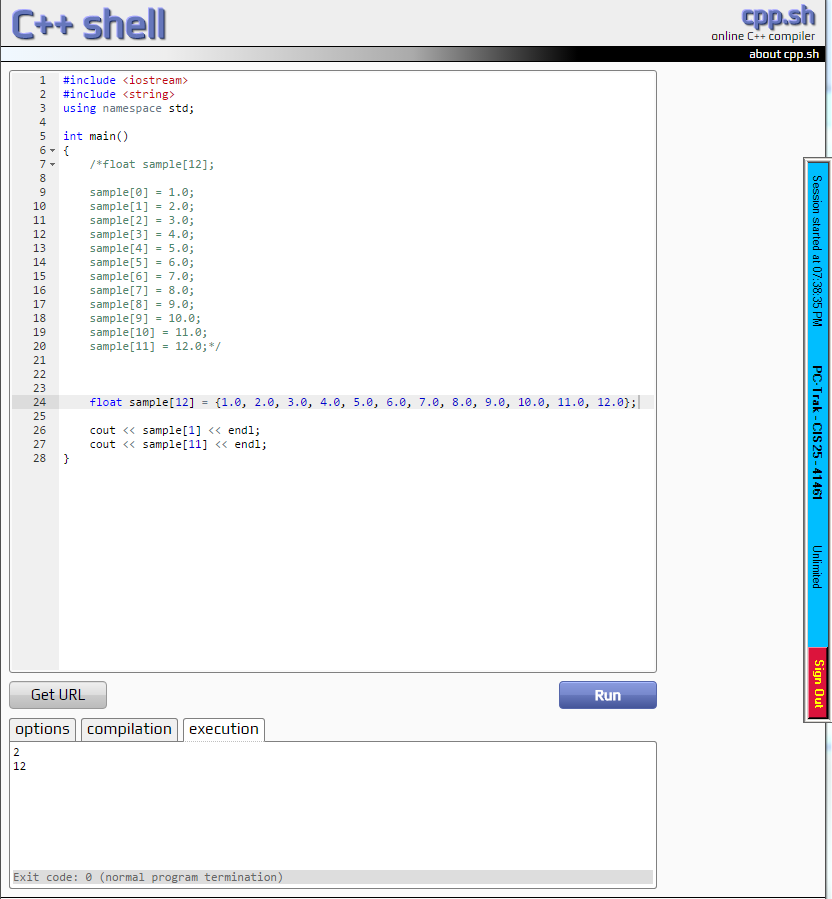 C++ shell
cpp.sh
online C++ compiler
about cpp.sh
1 #include <iostream>
2 #include <string>
3 using namespace std;
4
5 int main()
6 {
7     /*float sample[12];
8
9     sample[0] = 1.0;
10     sample[1] = 2.0;
11     sample[2] = 3.0;
12     sample[3] = 4.0;
13     sample[4] = 5.0;
14     sample[5] = 6.0;
15     sample[6] = 7.0;
16     sample[7] = 8.0;
17     sample[8] = 9.0;
18     sample[9] = 10.0;
19     sample[10] = 11.0;
20     sample[11] = 12.0;*/
21
22
23
24     float sample[12] = {1.0, 2.0, 3.0, 4.0, 5.0, 6.0, 7.0, 8.0, 9.0, 10.0, 11.0, 12.0};
25
26     cout << sample[1] << endl;
27     cout << sample[11] << endl;
28 }
Session started at 07:38:35 PM
PC-Trak - CIS 25 - 41461
Unlimited
Sign Out
Get URL
Run
options
compilation
execution
2
12
Exit code: 0 (normal program termination)